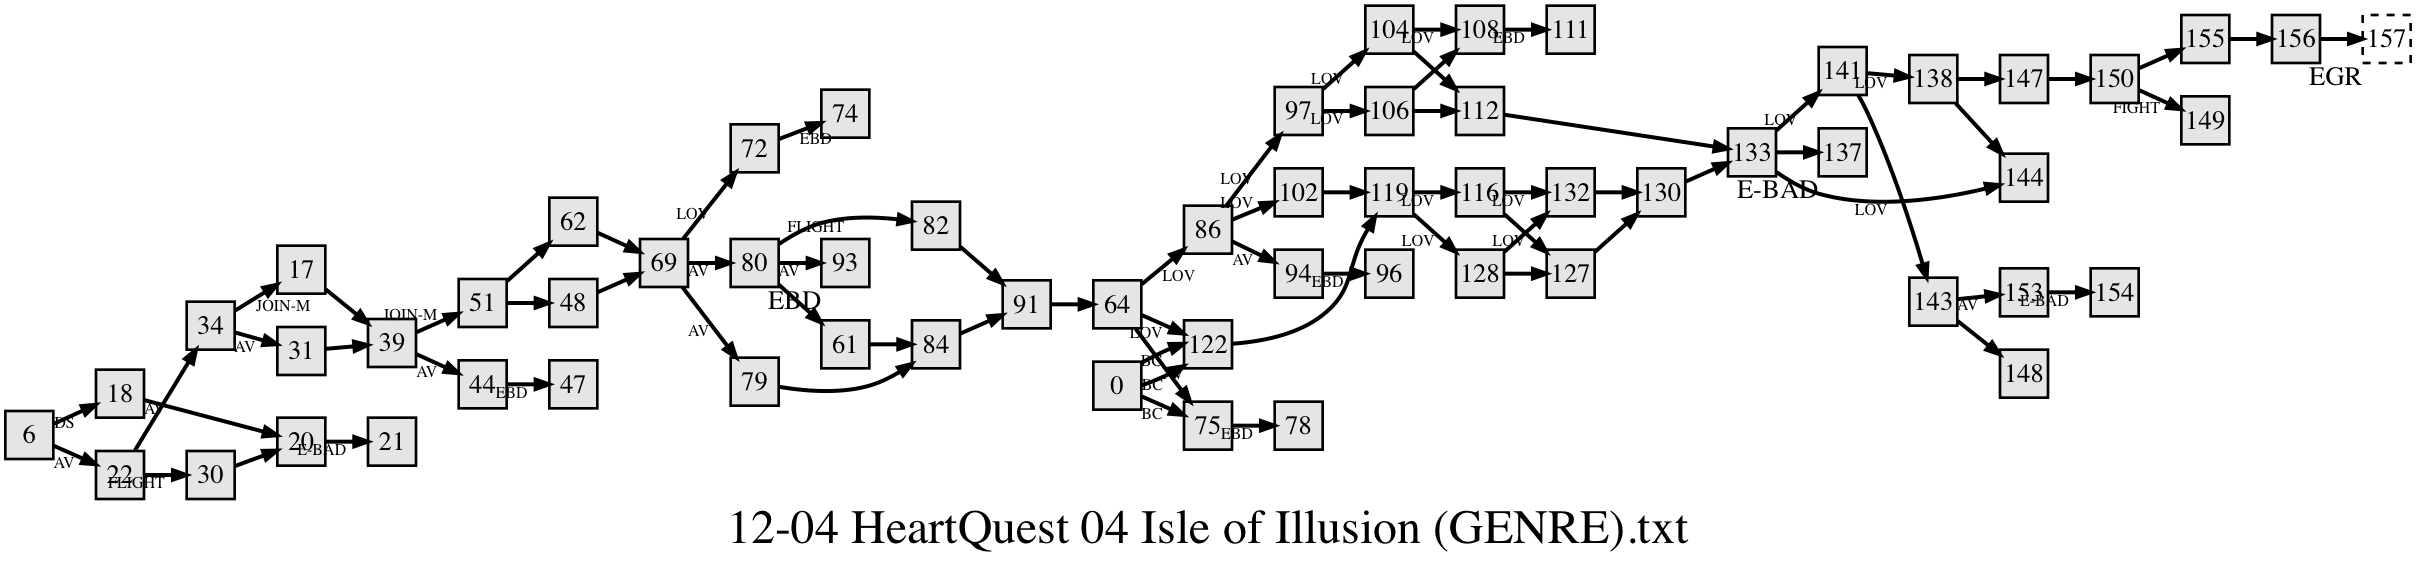 104
LOV
108
EBD
111
155
156
157
EGR
141
LOV
138
147
150
FIGHT
149
LOV
97
LOV
106
112
74
EBD
72
LOV
133
LOV
137
E-BAD
144
LOV
LOV
LOV
102
119
LOV
116
LOV
132
130
62
FLIGHT
82
86
AV
94
EBD
96
LOV
128
LOV
127
17
JOIN-M
69
AV
80
AV
93
EBD
LOV
34
AV
31
JOIN-M
39
AV
51
48
AV
61
84
91
64
LOV
122
143
AV
153
E-BAD
154
148
44
EBD
47
79
0
BC
BC
BC
75
EBD
78
18
6
DS
AV
20
E-BAD
21
22
FLIGHT
30
12-04 HeartQuest 04 Isle of Illusion (GENRE).txt